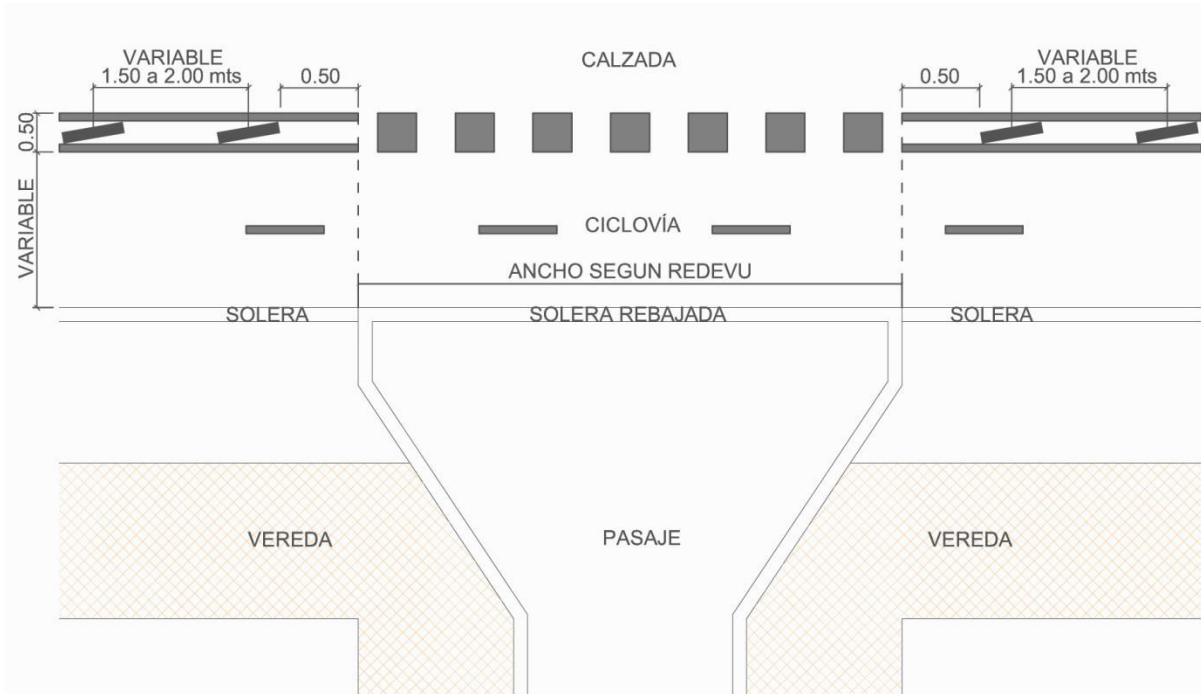 VARIABLE
1.50 a 2.00 mts
0.50
CALZADA
0.50
VARIABLE
1.50 a 2.00 mts
0.50
VARIABLE
CICLOVÍA
ANCHO SEGUN REDEVU
SOLERA
SOLERA REBAJADA
SOLERA
VEREDA
PASAJE
VEREDA